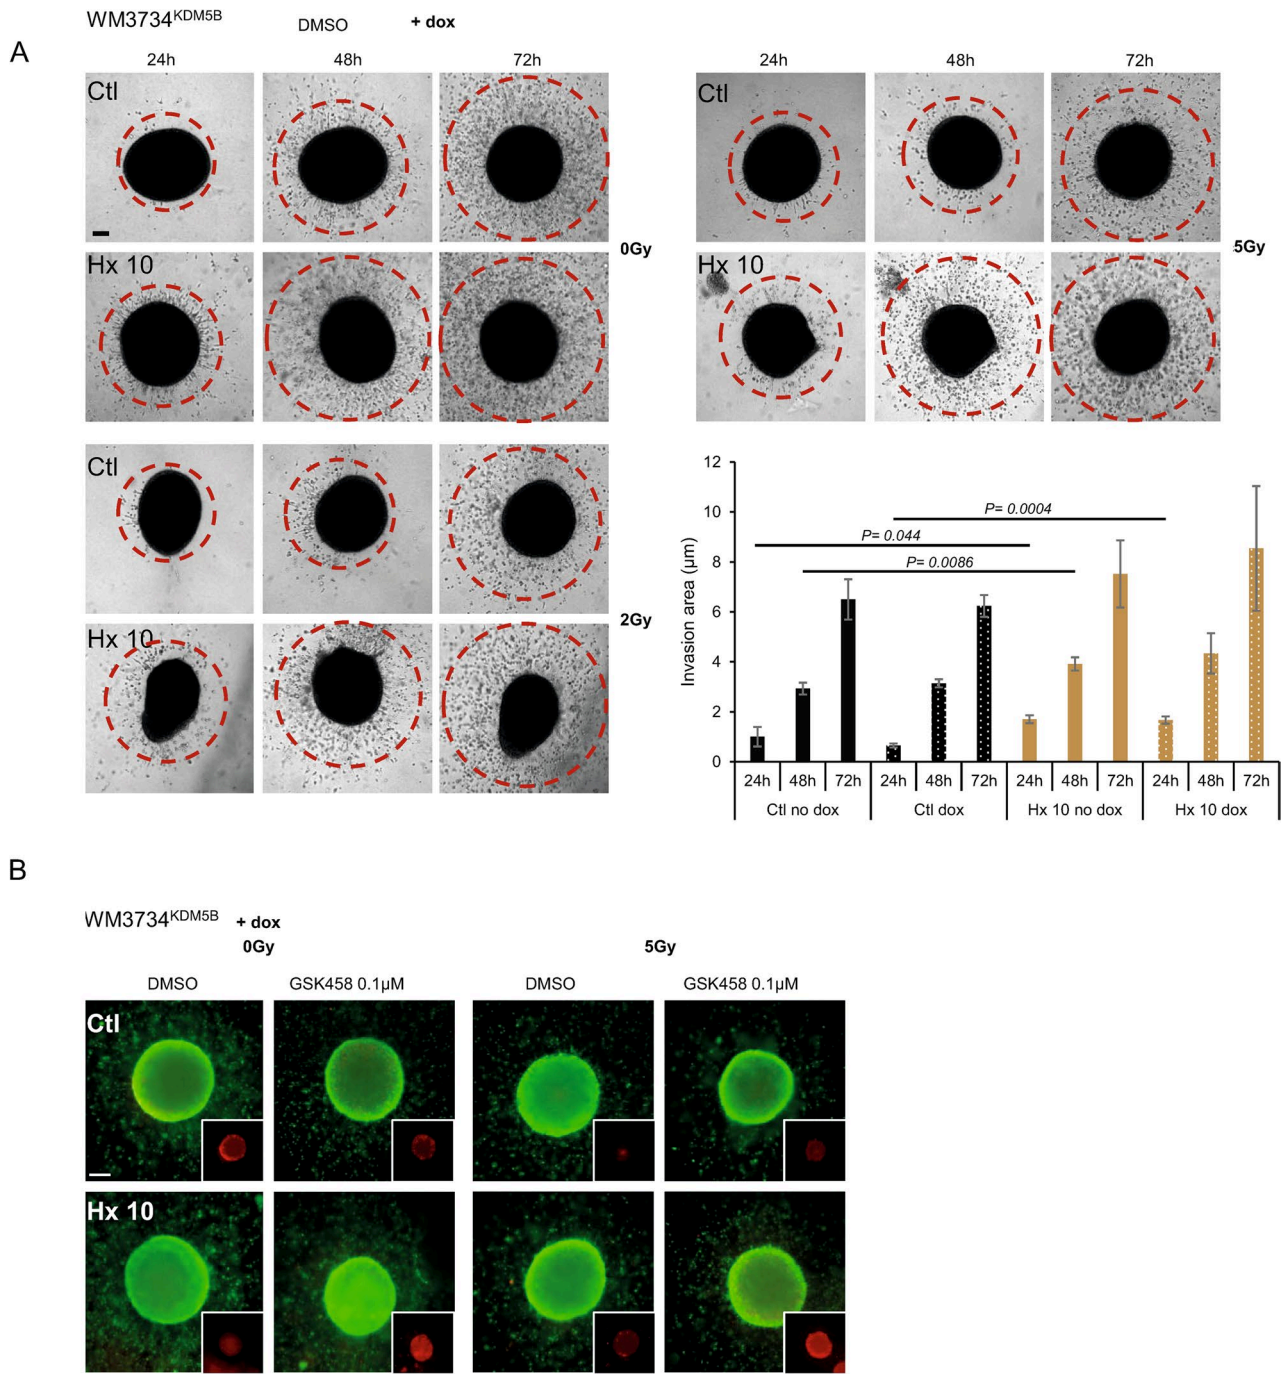 WM3734KDM5B DMSO + dox
A
24h 48h 72h
Ctl
Hx 10
0Gy
Ctl
Hx 10
2Gy
24h 48h 72h
Ctl
Hx 10
5Gy
12
10
8
6
4
2
0
Invasion area (µm)
P= 0.0004
P= 0.044
P= 0.0086
24h 48h 72h 24h 48h 72h 24h 48h 72h 24h 48h 72h
Ctl no dox Ctl dox Hx 10 no dox Hx 10 dox
B
WM3734KDM5B + dox
0Gy 5Gy
DMSO GSK458 0.1µM DMSO GSK458 0.1µM
Ctl
Hx 10